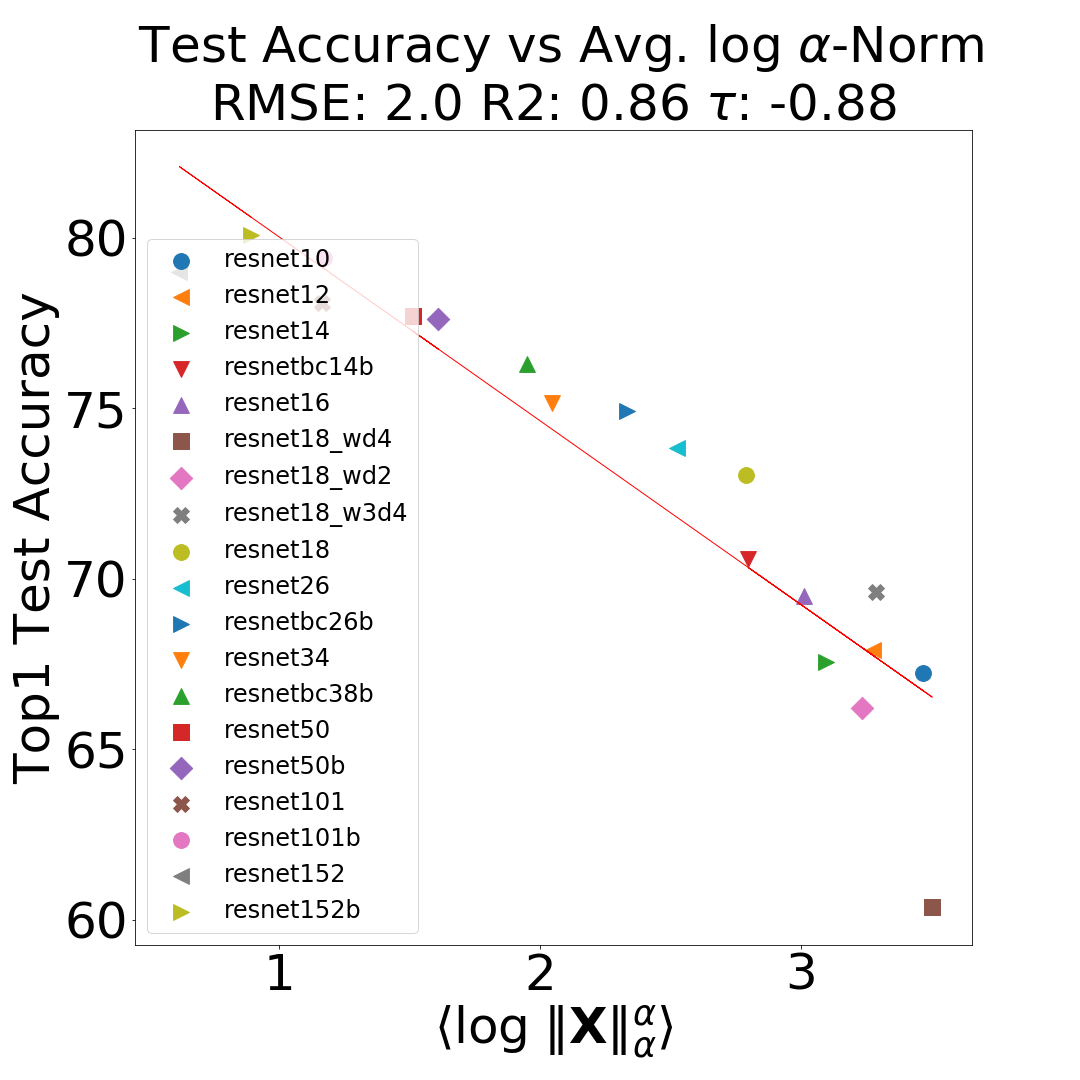 Test Accuracy vs Avg. log α-Norm
RMSE: 2.0 R2: 0.86 τ: -0.88
Top1 Test Accuracy
80
75
70
65
60
resnet10
resnet12
resnet14
resnetbc14b
resnet16
resnet18_wd4
resnet18_wd2
resnet18_w3d4
resnet18
resnet26
resnetbc26b
resnet34
resnetbc38b
resnet50
resnet50b
resnet101
resnet101b
resnet152
resnet152b
1 2 3
⟨log ‖X‖αα⟩